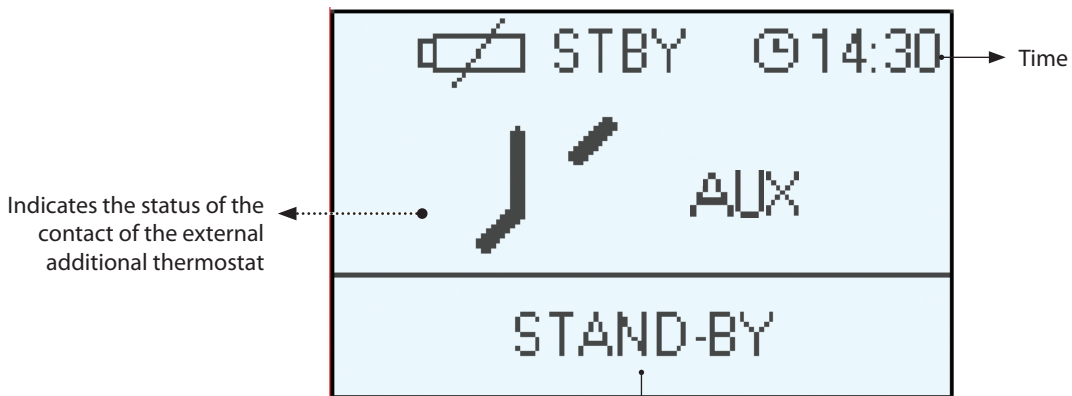 STBY 14:30
Time
AUX
Indicates the status of the
contact of the external
additional thermostat
STAND-BY